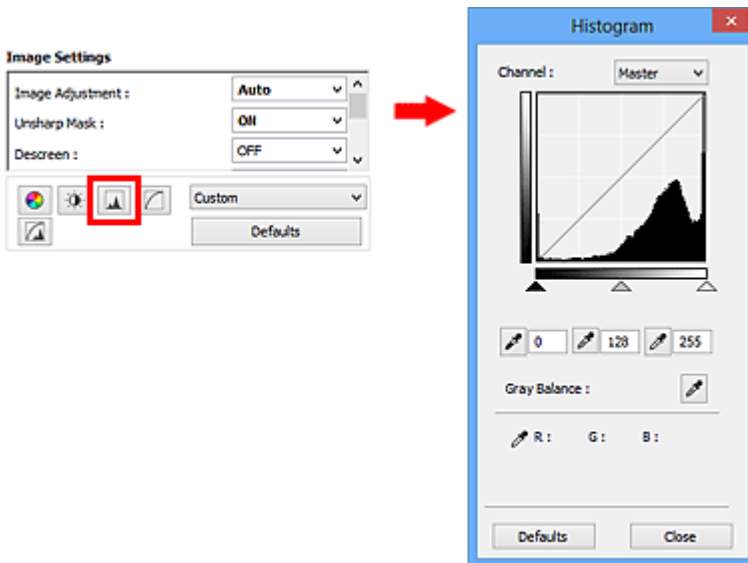 Image Settings
Image Adjustment : Auto
Unsharp Mask : ON
Descreen : OFF
Custom
Defaults
Histogram
Channel : Master
0 128 255
Gray Balance :
R : G : B :
Defaults Close